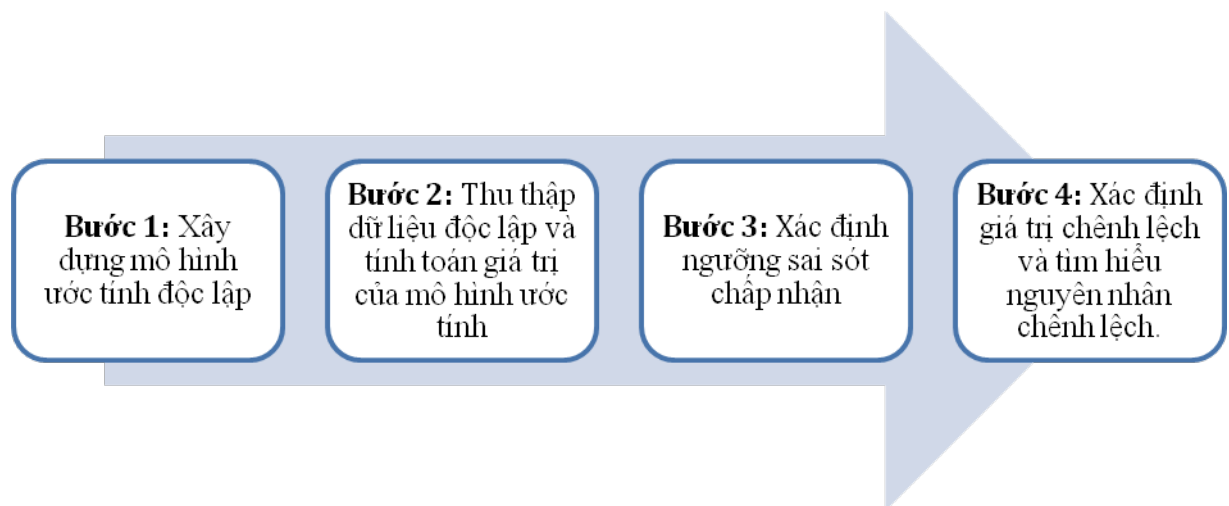 Bước 1: Xây
dựng mô hình
ước tính độc lập
Bước 2: Thu thập
dữ liệu độc lập và
tính toán giá trị
của mô hình ước
tính
Bước 3: Xác định
ngưỡng sai sót
chấp nhận
Bước 4: Xác định
giá trị chênh lệch
và tìm hiểu
nguyên nhân
chênh lệch.